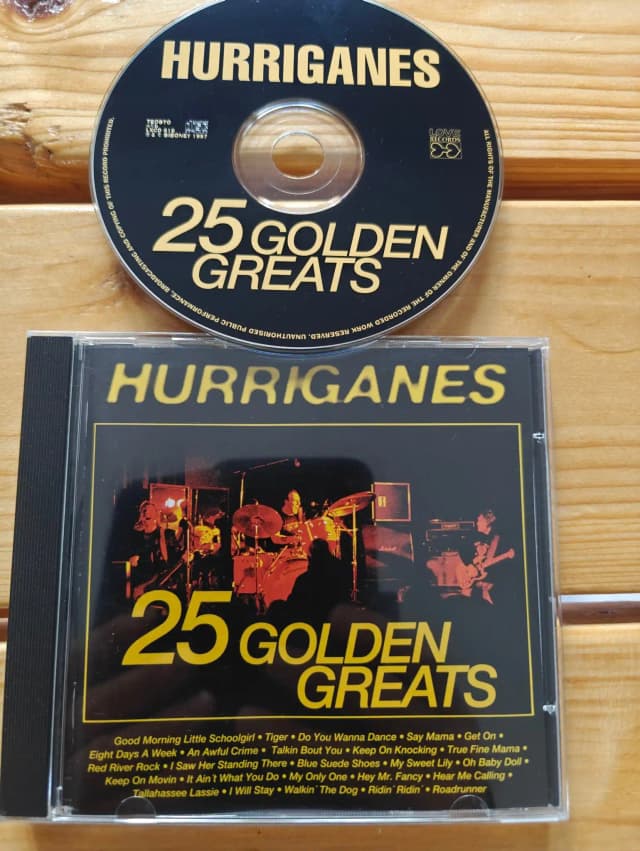 HURRIGANES
TEOSTO
LXCD 613
℗ & © SIBONEY 1997
LOVE
RECORDS
25 GOLDEN
GREATS
ALL RIGHTS OF THE MANUFACTURER AND OF THE OWNER OF THE RECORDED WORK RESERVED. UNAUTHORISED PUBLIC PERFORMANCE, BROADCASTING AND COPYING OF THIS RECORD PROHIBITED.
HURRIGANES
25 GOLDEN
GREATS
Good Morning Little Schoolgirl • Tiger • Do You Wanna Dance • Say Mama • Get On •
Eight Days A Week • An Awful Crime • Talkin Bout You • Keep On Knocking • True Fine Mama •
Red River Rock • I Saw Her Standing There • Blue Suede Shoes • My Sweet Lily • Oh Baby Doll •
Keep On Movin • It Ain't What You Do • My Only One • Hey Mr. Fancy • Hear Me Calling •
Tallahassee Lassie • I Will Stay • Walkin´ The Dog • Ridin´ Ridin´ • Roadrunner